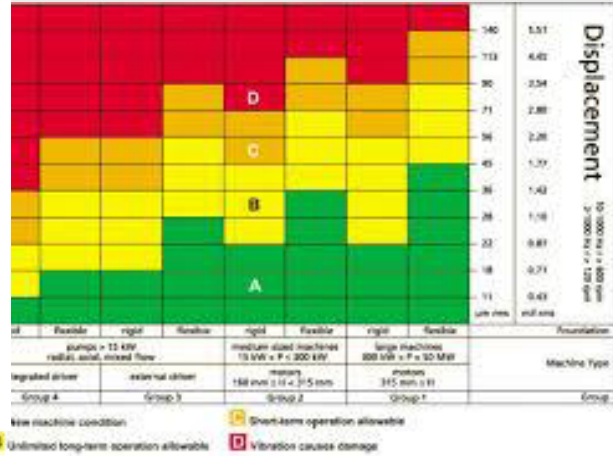 Displacement
140 5.51
113 4.45
90 3.54
D
71 2.80
56 2.20
C
45 1.77
36 1.42
B
28 1.10
22 0.87
A
18 0.71
11 0.43
µm rms mil rms
flexible rigid flexible rigid flexible rigid flexible Foundation
pumps > 15 kW medium sized machines large machines
radial, axial, mixed flow 15 kW < P < 300 kW 300 kW < P < 50 MW Machine Type
integrated driver external driver motors motors
160 mm ≤ H < 315 mm 315 mm ≤ H
Group 4 Group 3 Group 2 Group 1 Group
New machine condition C Short-term operation allowable
Unlimited long-term operation allowable D Vibration causes damage